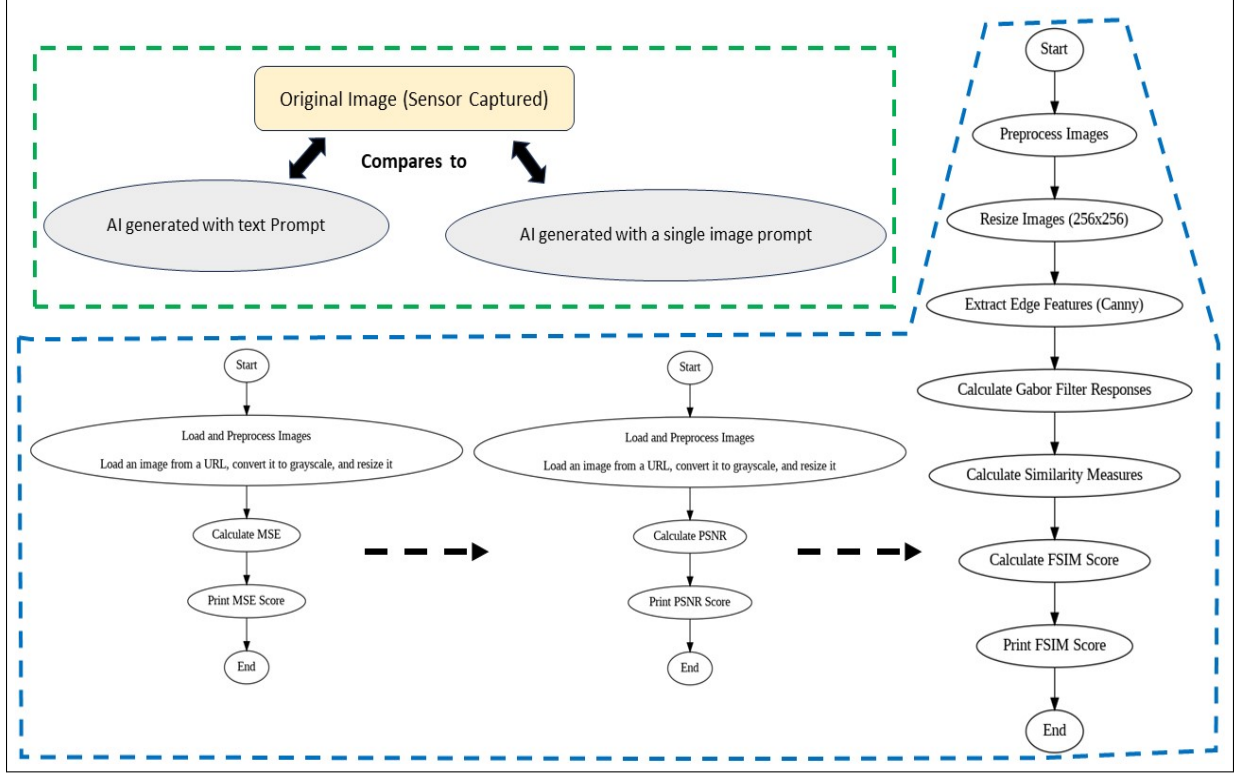 Original Image (Sensor Captured)
Compares to
AI generated with text Prompt
AI generated with a single image prompt
Start
Load and Preprocess Images
Load an image from a URL, convert it to grayscale, and resize it
Calculate MSE
Print MSE Score
End
Start
Load and Preprocess Images
Load an image from a URL, convert it to grayscale, and resize it
Calculate PSNR
Print PSNR Score
End
Start
Preprocess Images
Resize Images (256x256)
Extract Edge Features (Canny)
Calculate Gabor Filter Responses
Calculate Similarity Measures
Calculate FSIM Score
Print FSIM Score
End